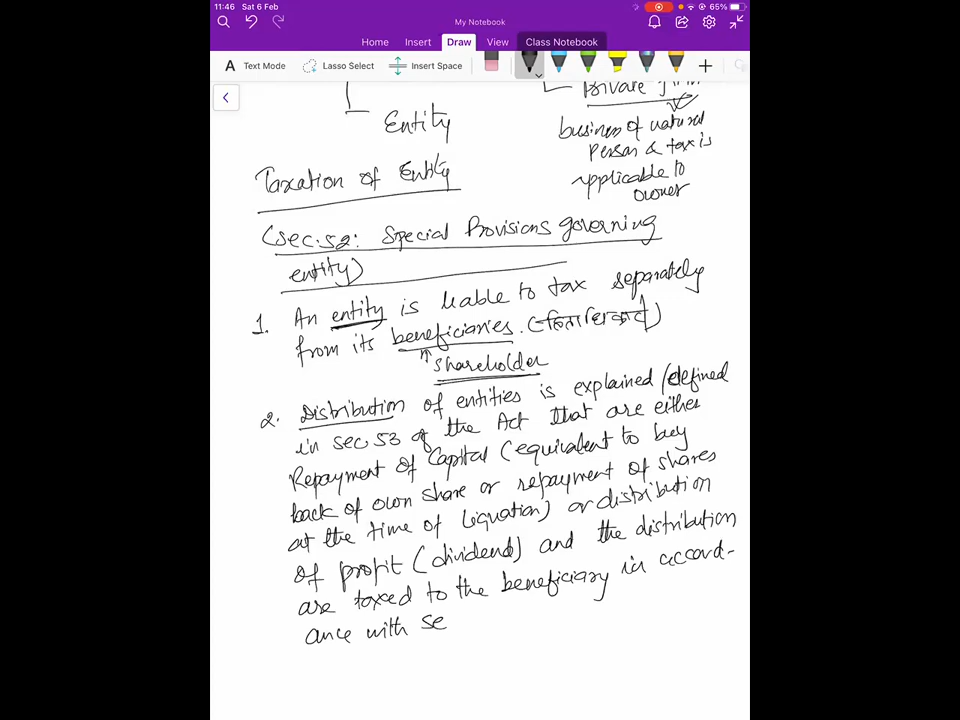 11:46 Sat 6 Feb
65%
My Notebook
Home Insert Draw View Class Notebook
A Text Mode Lasso Select Insert Space
Private firm
Entity
business of natural
person & tax is
applicable to
owner
Taxation of Entity
(Sec.52: Special Provisions governing
entity)
1. An entity is liable to tax separately
from its beneficiaries. (हिताधिकारी)
↑ shareholder
2. Distribution of entities is explained (defined
in sec 53 of the Act that are either
Repayment of Capital (equivalent to buy
back of own share or repayment of shares
at the time of liquation) or distribution
of profit (dividend) and the distribution
are taxed to the beneficiary in accord-
ance with se